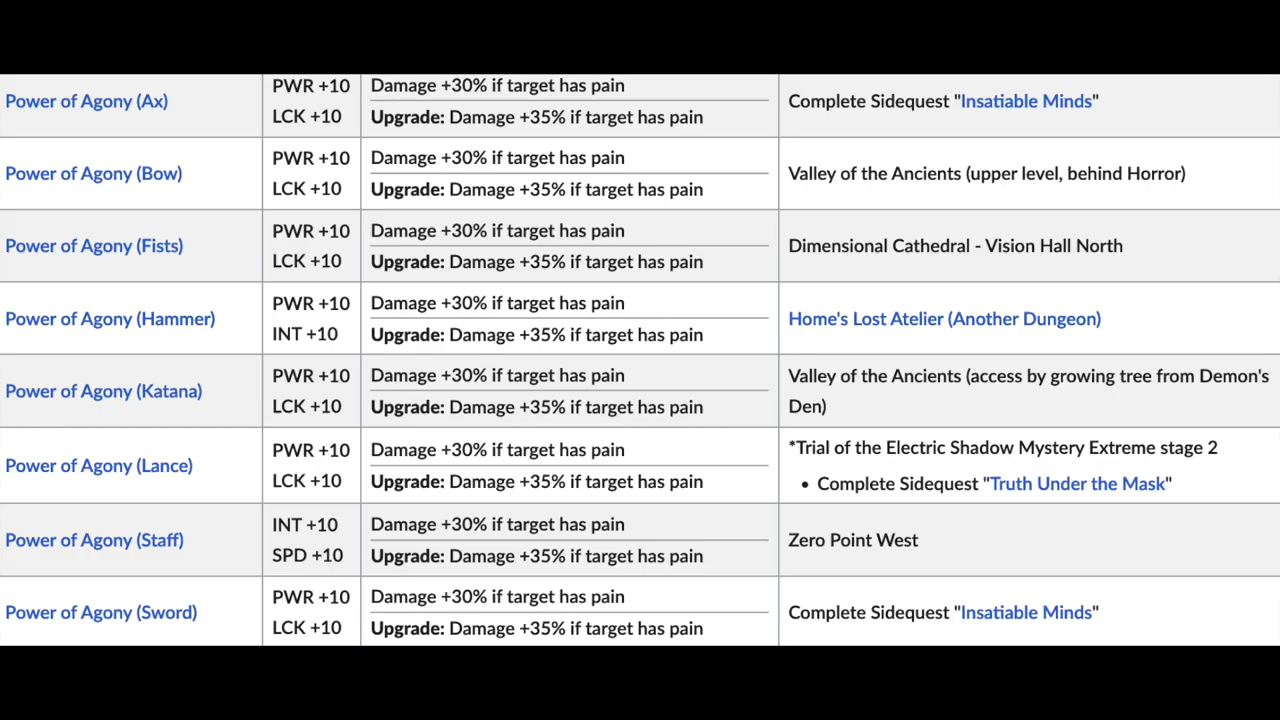 Power of Agony (Ax)
PWR +10
LCK +10
Damage +30% if target has pain
Upgrade: Damage +35% if target has pain
Complete Sidequest "Insatiable Minds"
Power of Agony (Bow)
PWR +10
LCK +10
Damage +30% if target has pain
Upgrade: Damage +35% if target has pain
Valley of the Ancients (upper level, behind Horror)
Power of Agony (Fists)
PWR +10
LCK +10
Damage +30% if target has pain
Upgrade: Damage +35% if target has pain
Dimensional Cathedral - Vision Hall North
Power of Agony (Hammer)
PWR +10
INT +10
Damage +30% if target has pain
Upgrade: Damage +35% if target has pain
Home's Lost Atelier (Another Dungeon)
Power of Agony (Katana)
PWR +10
LCK +10
Damage +30% if target has pain
Upgrade: Damage +35% if target has pain
Valley of the Ancients (access by growing tree from Demon's
Den)
Power of Agony (Lance)
PWR +10
LCK +10
Damage +30% if target has pain
Upgrade: Damage +35% if target has pain
*Trial of the Electric Shadow Mystery Extreme stage 2
• Complete Sidequest "Truth Under the Mask"
Power of Agony (Staff)
INT +10
SPD +10
Damage +30% if target has pain
Upgrade: Damage +35% if target has pain
Zero Point West
Power of Agony (Sword)
PWR +10
LCK +10
Damage +30% if target has pain
Upgrade: Damage +35% if target has pain
Complete Sidequest "Insatiable Minds"